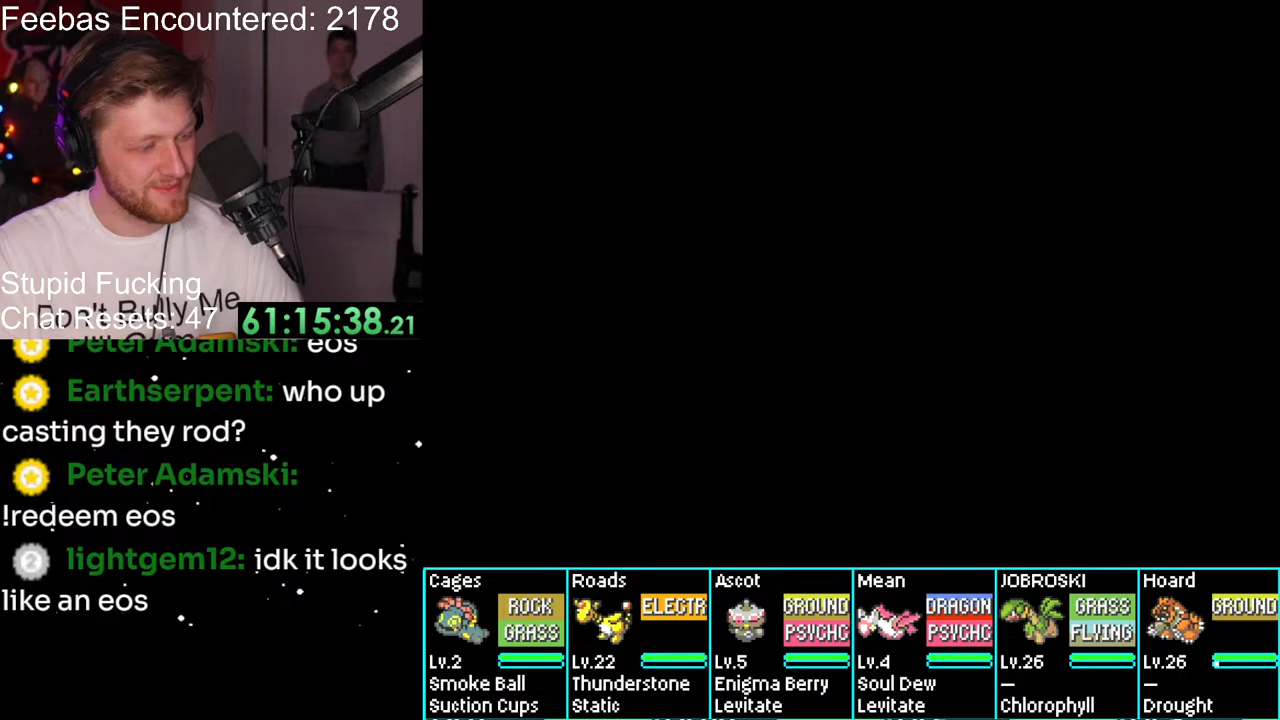 Feebas Encountered: 2178
Stupid Fucking
Don't Bully Me
Chat Resets: 47
61:15:38.21
Peter Adamski: eos
Earthserpent: who up
casting they rod?
Peter Adamski:
!redeem eos
lightgem12: idk it looks
like an eos
Cages
ROCK
GRASS
Lv.2
Smoke Ball
Suction Cups
Roads
ELECTR
Lv.22
Thunderstone
Static
Ascot
GROUND
PSYCHC
Lv.5
Enigma Berry
Levitate
Mean
DRAGON
PSYCHC
Lv.4
Soul Dew
Levitate
JOBROSKI
GRASS
FLYING
Lv.26
—
Chlorophyll
Hoard
GROUND
Lv.26
—
Drought